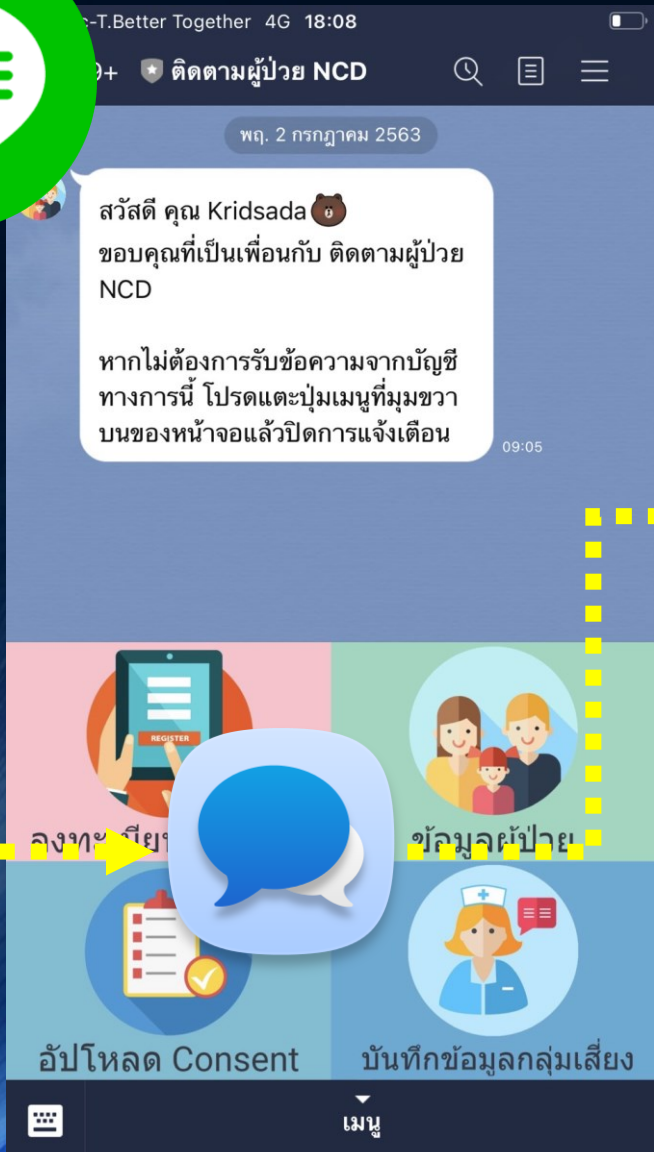 c-T.Better Together 4G 18:08
9+ ติดตามผู้ป่วย NCD
พฤ. 2 กรกฎาคม 2563
สวัสดี คุณ Kridsada
ขอบคุณที่เป็นเพื่อนกับ ติดตามผู้ป่วย
NCD
หากไม่ต้องการรับข้อความจากบัญชี
ทางการนี้ โปรดแตะปุ่มเมนูที่มุมขวา
บนของหน้าจอแล้วปิดการแจ้งเตือน
09:05
REGISTER
ข้อมูลผู้ป่วย
อัปโหลด Consent
บันทึกข้อมูลกลุ่มเสี่ยง
เมนู